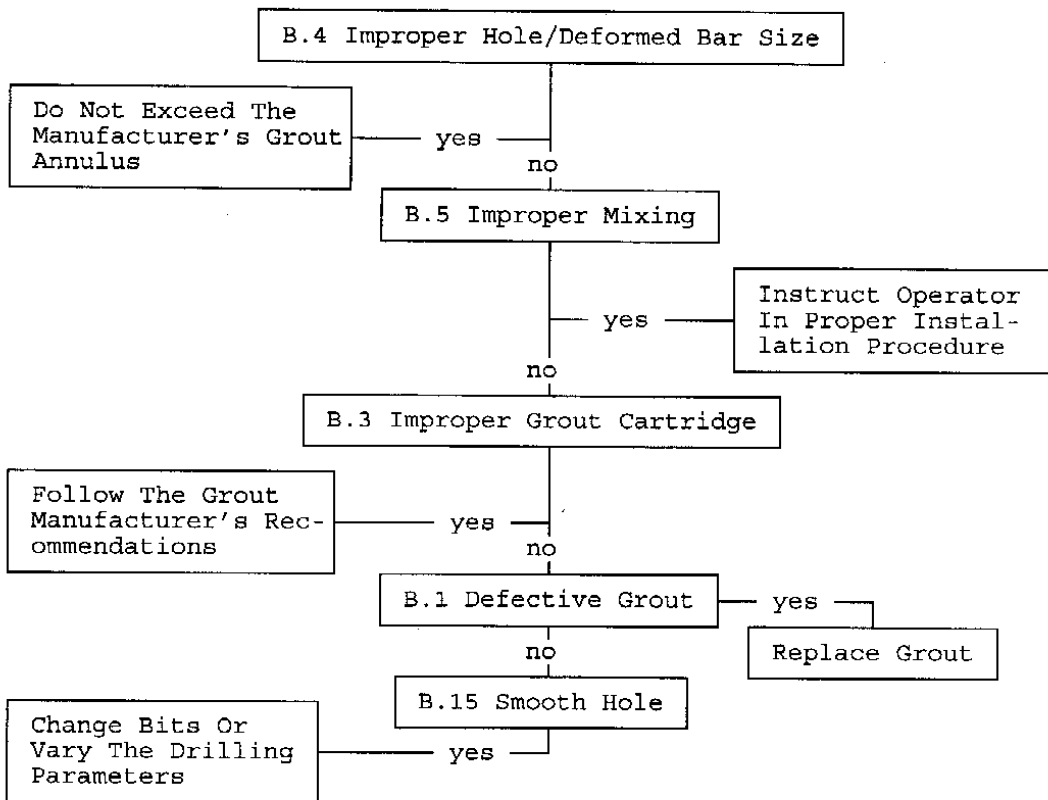 B.4 Improper Hole/Deformed Bar Size
Do Not Exceed The
Manufacturer's Grout
Annulus
yes
no
B.5 Improper Mixing
yes
Instruct Operator
In Proper Instal-
lation Procedure
no
B.3 Improper Grout Cartridge
Follow The Grout
Manufacturer's Rec-
ommendations
yes
no
B.1 Defective Grout
yes
Replace Grout
no
B.15 Smooth Hole
Change Bits Or
Vary The Drilling
Parameters
yes